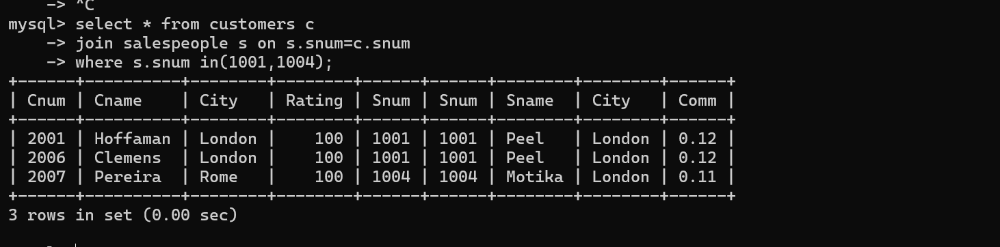 -> ^C
mysql> select * from customers c
    -> join salespeople s on s.snum=c.snum
    -> where s.snum in(1001,1004);
+------+----------+--------+--------+------+------+--------+--------+------+
| Cnum | Cname    | City   | Rating | Snum | Snum | Sname  | City   | Comm |
+------+----------+--------+--------+------+------+--------+--------+------+
| 2001 | Hoffaman | London |    100 | 1001 | 1001 | Peel   | London | 0.12 |
| 2006 | Clemens  | London |    100 | 1001 | 1001 | Peel   | London | 0.12 |
| 2007 | Pereira  | Rome   |    100 | 1004 | 1004 | Motika | London | 0.11 |
+------+----------+--------+--------+------+------+--------+--------+------+
3 rows in set (0.00 sec)